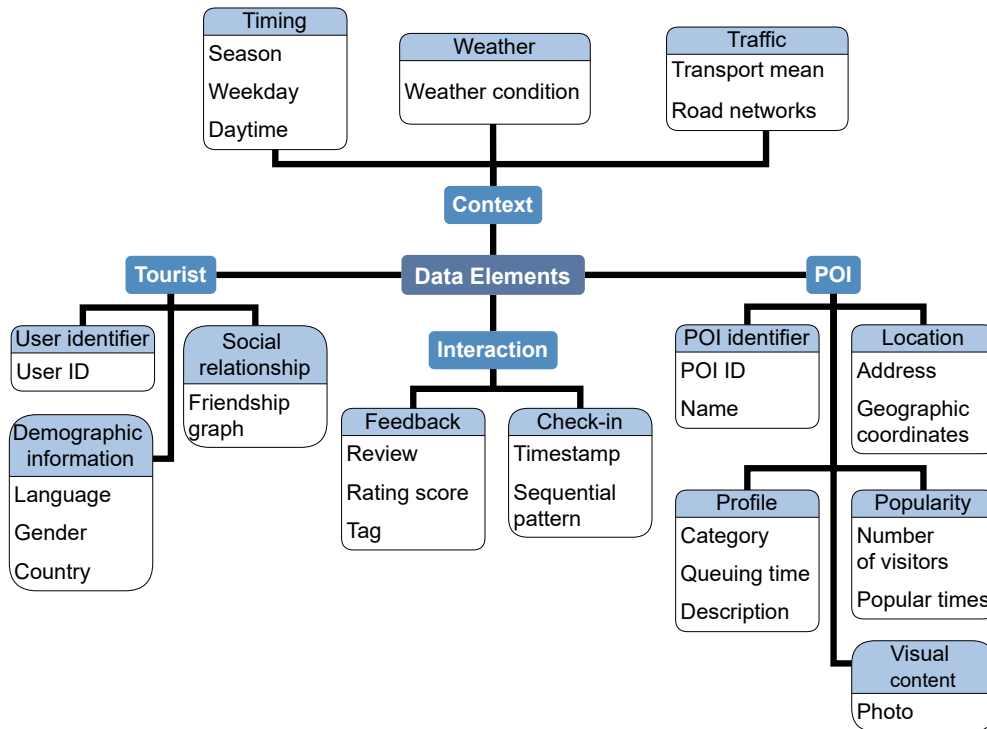 Timing
Season
Weekday
Daytime
Weather
Weather condition
Traffic
Transport mean
Road networks
Context
Data Elements
Tourist
User identifier
User ID
Social
relationship
Friendship
graph
Demographic
information
Language
Gender
Country
Interaction
Feedback
Review
Rating score
Tag
Check-in
Timestamp
Sequential
pattern
POI
POI identifier
POI ID
Name
Location
Address
Geographic
coordinates
Profile
Category
Queuing time
Description
Popularity
Number
of visitors
Popular times
Visual
content
Photo